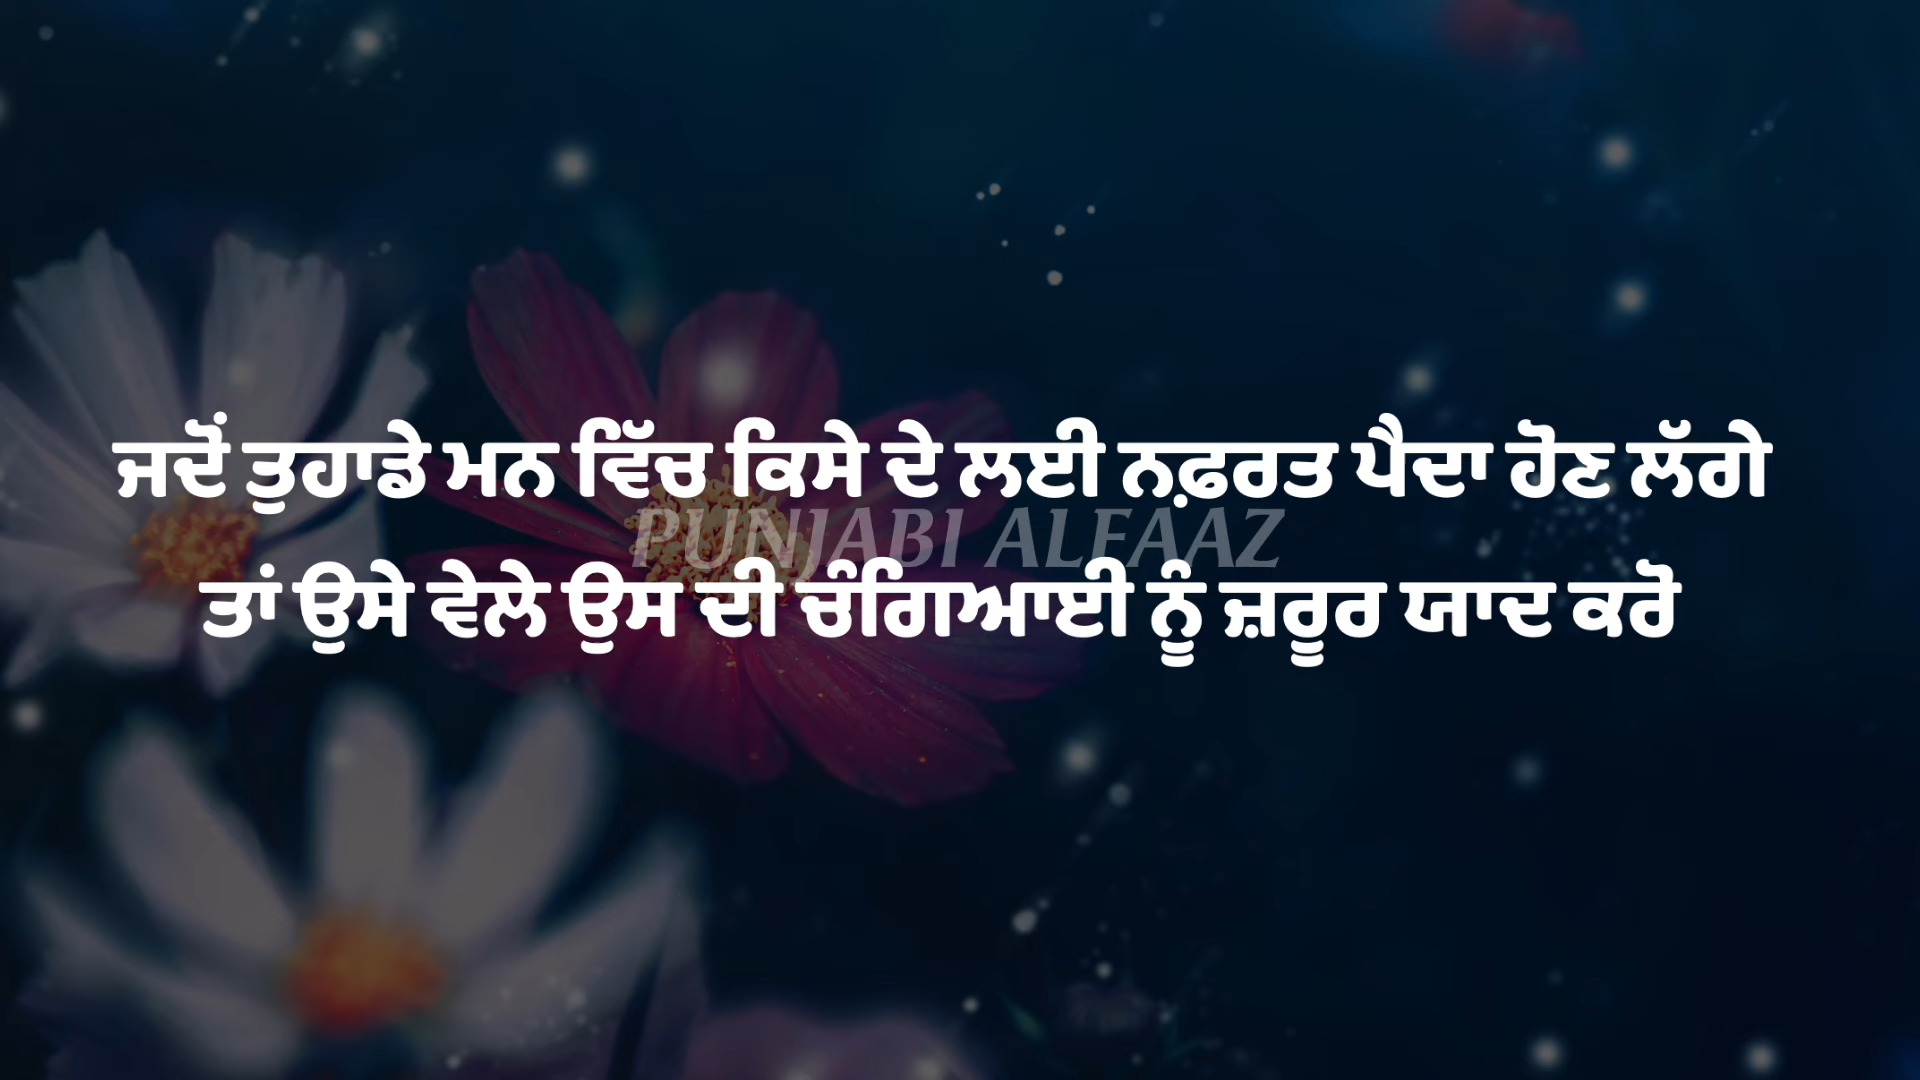 ਜਦੋਂ ਤੁਹਾਡੇ ਮਨ ਵਿੱਚ ਕਿਸੇ ਦੇ ਲਈ ਨਫ਼ਰਤ ਪੈਦਾ ਹੋਣ ਲੱਗੇ
PUNJABI ALFAAZ
ਤਾਂ ਉਸੇ ਵੇਲੇ ਉਸ ਦੀ ਚੰਗਿਆਈ ਨੂੰ ਜ਼ਰੂਰ ਯਾਦ ਕਰੋ